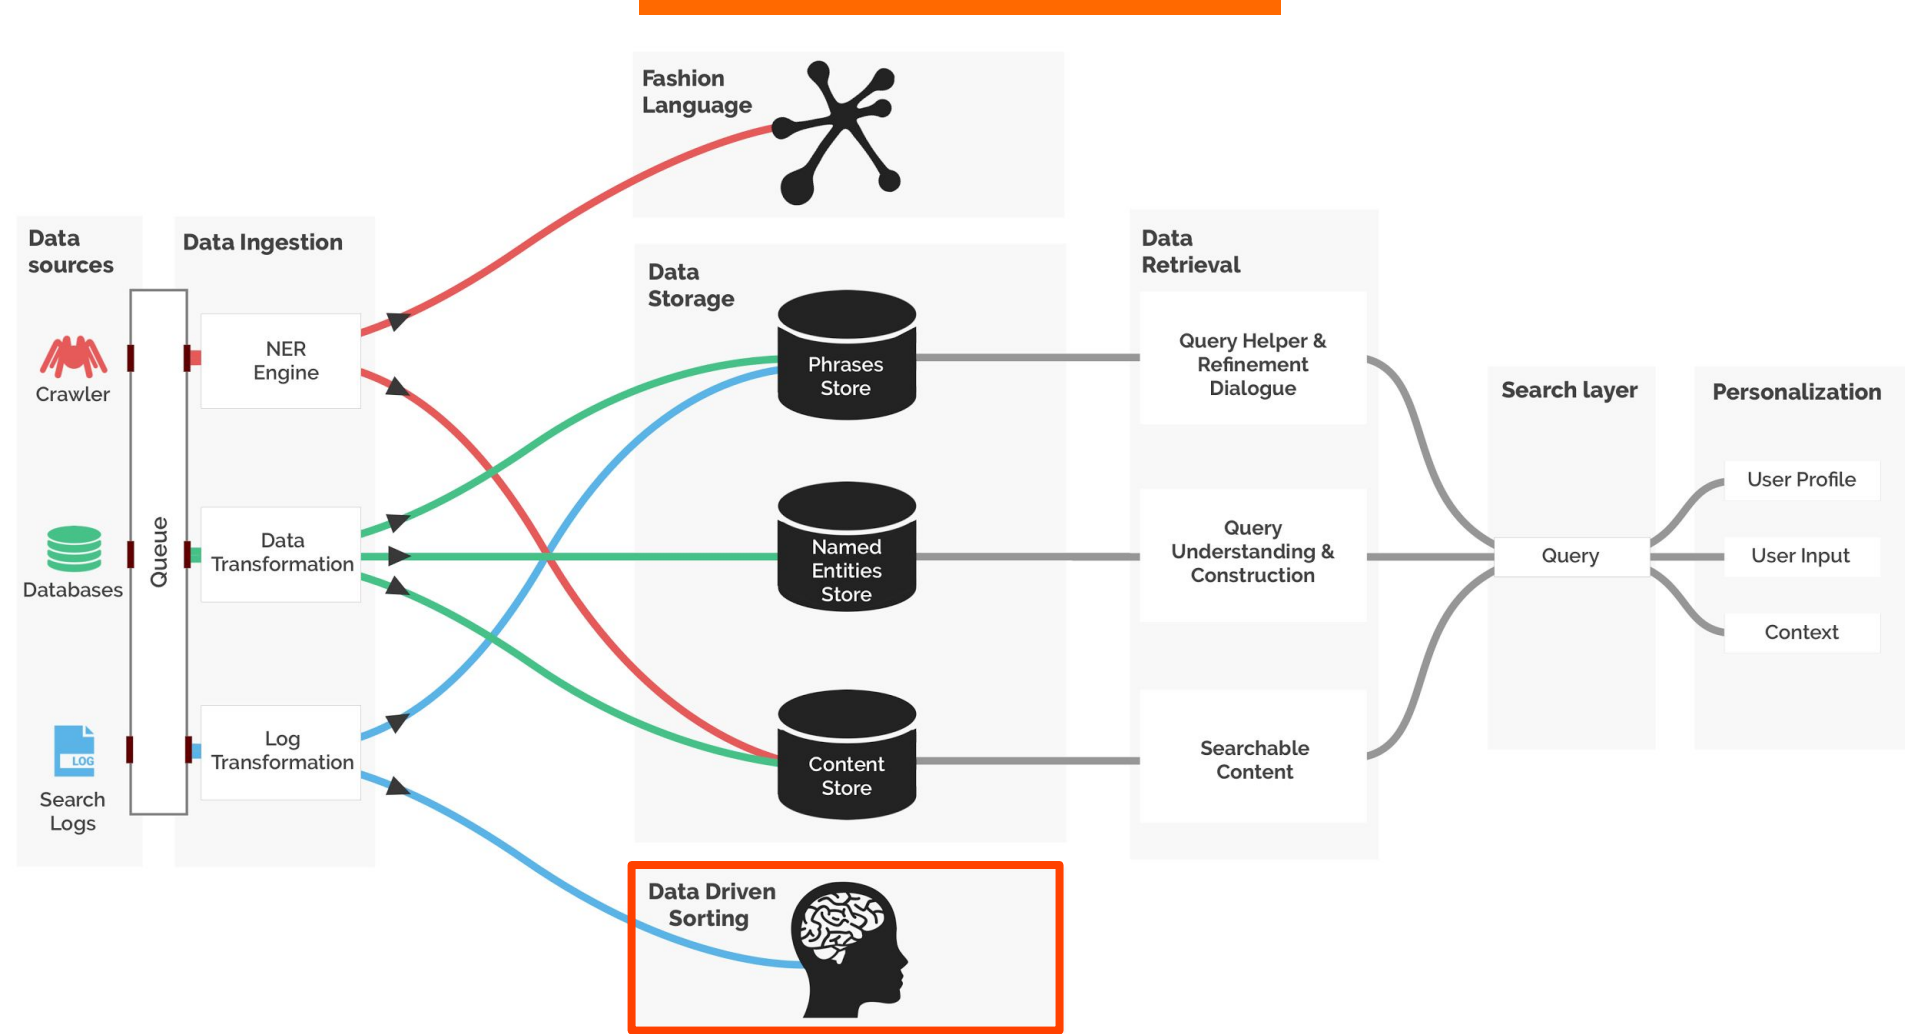 Fashion
Language
Data
sources
Data Ingestion
Crawler
Databases
Search
Logs
Queue
NER
Engine
Data
Transformation
Log
Transformation
Data
Storage
Phrases
Store
Named
Entities
Store
Content
Store
Data Driven
Sorting
Data
Retrieval
Query Helper &
Refinement
Dialogue
Query
Understanding &
Construction
Searchable
Content
Search layer
Query
Personalization
User Profile
User Input
Context
LOG